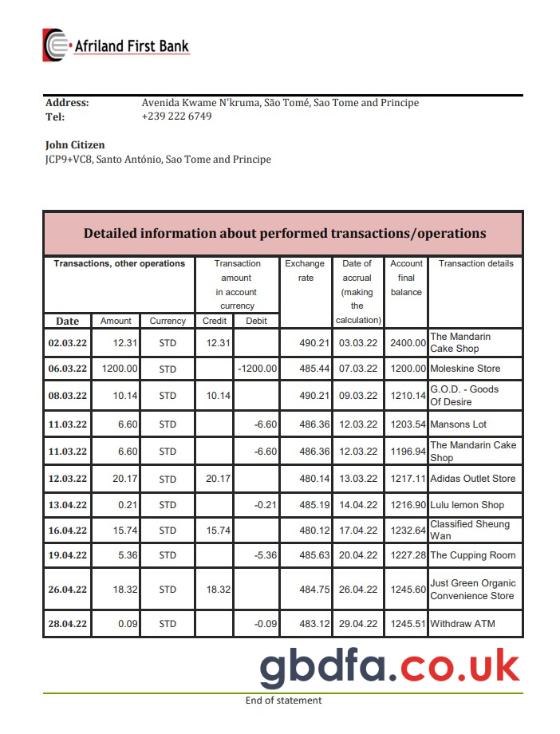 Afriland First Bank
Address: Avenida Kwame N'kruma, São Tomé, Sao Tome and Principe
Tel: +239 222 6749
John Citizen
JCP9+VC8, Santo António, Sao Tome and Principe
Detailed information about performed transactions/operations
Transactions, other operations
Transaction amount in account currency
Exchange rate
Date of accrual (making the calculation)
Account final balance
Transaction details
Date Amount Currency Credit Debit
02.03.22 12.31 STD 12.31 490.21 03.03.22 2400.00 The Mandarin Cake Shop
06.03.22 1200.00 STD -1200.00 485.44 07.03.22 1200.00 Moleskine Store
08.03.22 10.14 STD 10.14 490.21 09.03.22 1210.14 G.O.D. - Goods Of Desire
11.03.22 6.60 STD -6.60 486.36 12.03.22 1203.54 Mansons Lot
11.03.22 6.60 STD -6.60 486.36 12.03.22 1196.94 The Mandarin Cake Shop
12.03.22 20.17 STD 20.17 480.14 13.03.22 1217.11 Adidas Outlet Store
13.04.22 0.21 STD -0.21 485.19 14.04.22 1216.90 Lulu lemon Shop
16.04.22 15.74 STD 15.74 480.12 17.04.22 1232.64 Classified Sheung Wan
19.04.22 5.36 STD -5.36 485.63 20.04.22 1227.28 The Cupping Room
26.04.22 18.32 STD 18.32 484.75 26.04.22 1245.60 Just Green Organic Convenience Store
28.04.22 0.09 STD -0.09 483.12 29.04.22 1245.51 Withdraw ATM
gbdfa.co.uk
End of statement